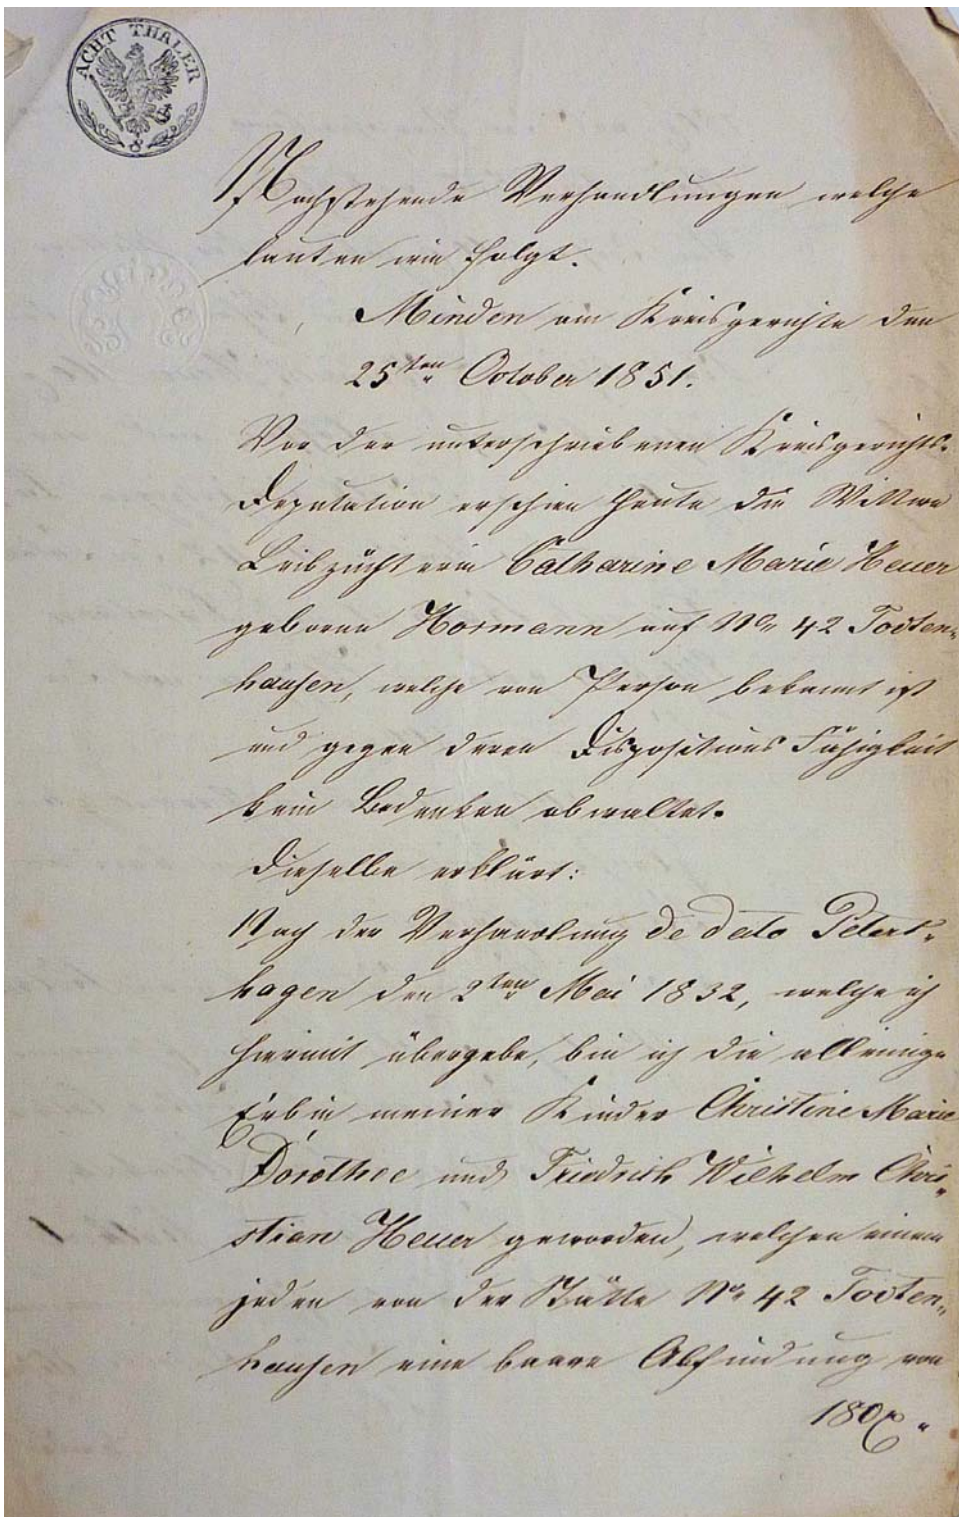 ACHT THALER
8
Nachstehende Verhandlungen welche
lauten wie folgt.
Minden am Kreisgerichte den
25ten October 1851.
Vor der unterschriebenen Kreisgerichts-
Deputation erschien heute die Wittwe
Leibzüchterin Catharine Marie Heuer
geborene Hormann auf No 42 Todten-
hausen, welche von Person bekannt ist
und gegen deren Dispositions Fähigkeit
kein Bedenken obwaltet.
Dieselbe erklärt:
Nach der Verhandlung de dato Peters-
hagen den 2ten Mai 1832, welche ich
hiermit übergebe, bin ich die alleinige
Erbin meiner Kinder Christine Marie
Dorothee und Friedrich Wilhelm Chri-
stian Heuer geworden, welchen einem
jeden von der Stätte No 42 Todten-
hausen eine baare Abfindung von
180